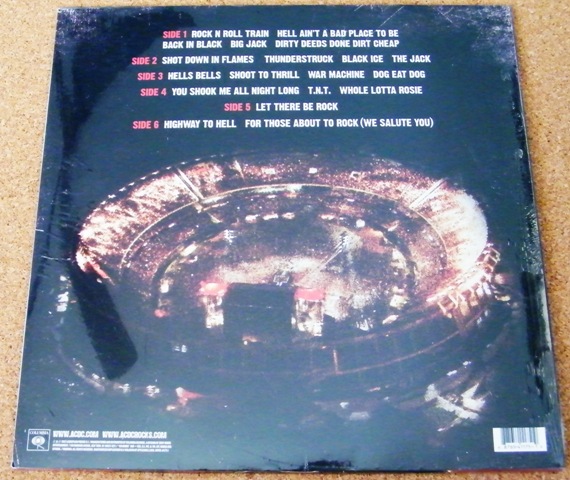 SIDE 1 ROCK N ROLL TRAIN HELL AIN'T A BAD PLACE TO BE
BACK IN BLACK BIG JACK DIRTY DEEDS DONE DIRT CHEAP
SIDE 2 SHOT DOWN IN FLAMES THUNDERSTRUCK BLACK ICE THE JACK
SIDE 3 HELLS BELLS SHOOT TO THRILL WAR MACHINE DOG EAT DOG
SIDE 4 YOU SHOOK ME ALL NIGHT LONG T.N.T. WHOLE LOTTA ROSIE
SIDE 5 LET THERE BE ROCK
SIDE 6 HIGHWAY TO HELL FOR THOSE ABOUT TO ROCK (WE SALUTE YOU)
COLUMBIA
WWW.ACDC.COM WWW.ACDCROCKS.COM